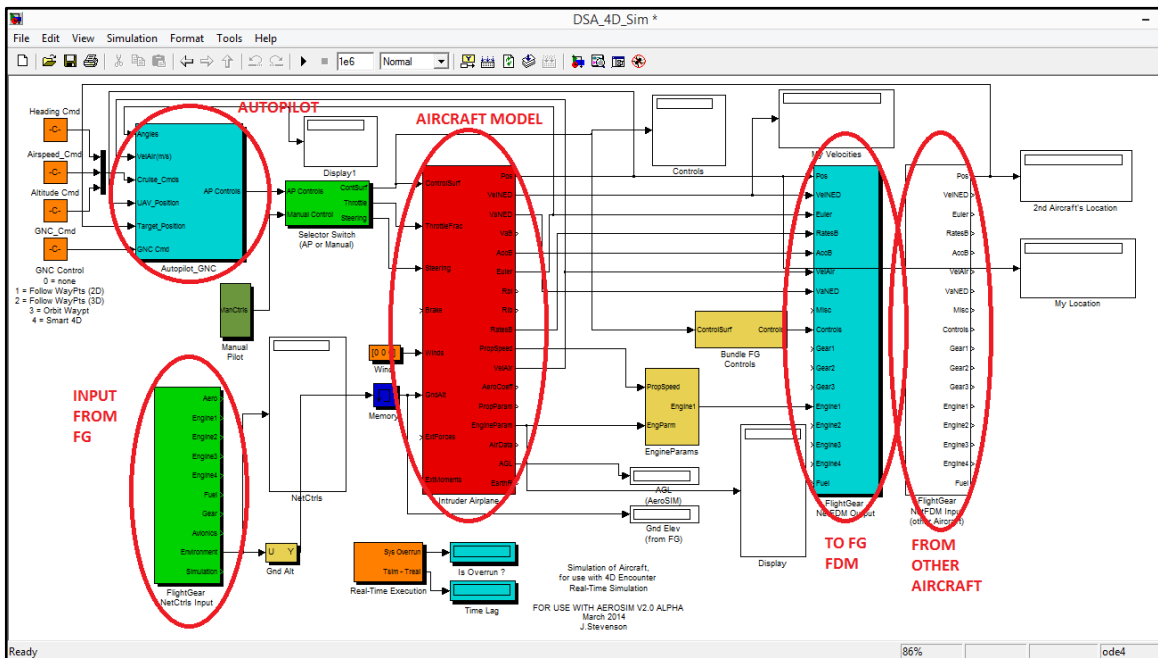 DSA_4D_Sim *
File Edit View Simulation Format Tools Help
1e6 Normal
Heading Cmd
-C-
Airspeed_Cmd
-C-
Altitude Cmd
-C-
GNC_Cmd
-C-
GNC Control
0 = none
1 = Follow WayPts (2D)
2 = Follow WayPts (3D)
3 = Orbit Waypt
4 = Smart 4D
AUTOPILOT
Angles
VelAir(m/s)
Cruise_Cmds
UAV_Position
Target_Position
GNC Cmd
AP Controls
Autopilot_GNC
Display1
AP Controls
Manual Control
ContSurf
Throttle
Steering
Selector Switch
(AP or Manual)
ManCtrls
Manual
Pilot
INPUT
FROM
FG
Aero
Engine1
Engine2
Engine3
Engine4
Fuel
Gear
Avionics
Environment
Simulation
FlightGear
NetCtrls Input
NetCtrls
U Y
Gnd Alt
[0 0
Wind
Memory
AIRCRAFT MODEL
ControlSurf
ThrottleFrac
Steering
Brake
Winds
GndAlt
ExtForces
ExtMoments
Pos
VelNED
VaNED
VaB
AccB
Euler
RatesB
PropSpeed
VelAir
AeroCoeff
PropParam
EngineParam
AirData
AGL
EarInff
Intruder Airplane
Controls
My Velocities
ControlSurf
Controls
Bundle FG
Controls
PropSpeed
EngParm
Engine1
EngineParams
AGL
(AeroSIM)
Gnd Elev
(from FG)
Display
Sys Overrun
Tsim - Treal
Real-Time Execution
Is Overrun ?
Time Lag
Simulation of Aircraft,
for use with 4D Encounter
Real-Time Simulation
FOR USE WITH AEROSIM V2.0 ALPHA
March 2014
J.Stevenson
Pos
VelNED
Euler
RatesB
AccB
VelAir
VaNED
Misc
Controls
Gear1
Gear2
Gear3
Engine1
Engine2
Engine3
Engine4
Fuel
FlightGear
NetFDM Output
TO FG
FDM
Pos
VelNED
Euler
RatesB
AccB
VelAir
VaNED
Misc
Controls
Gear1
Gear2
Gear3
Engine1
Engine2
Engine3
Engine4
Fuel
FlightGear
NetFDM Input
(other Aircraft)
FROM
OTHER
AIRCRAFT
2nd Aircraft's Location
My Location
Ready
86%
ode4